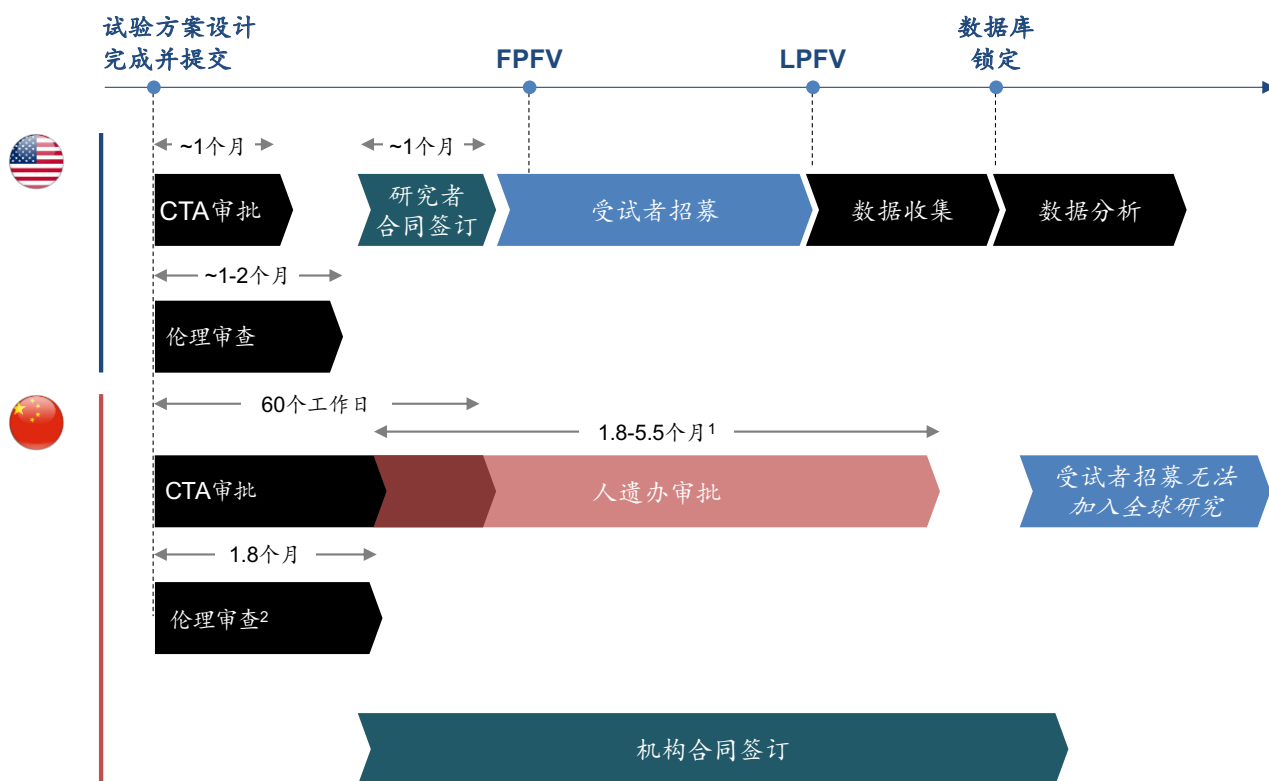 试验方案设计
完成并提交
FPFV
LPFV
数据库
锁定
~1个月
~1个月
CTA审批
研究者
合同签订
受试者招募
数据收集
数据分析
~1-2个月
伦理审查
60个工作日
1.8-5.5个月¹
CTA审批
人遗办审批
受试者招募无法
加入全球研究
1.8个月
伦理审查²
机构合同签订